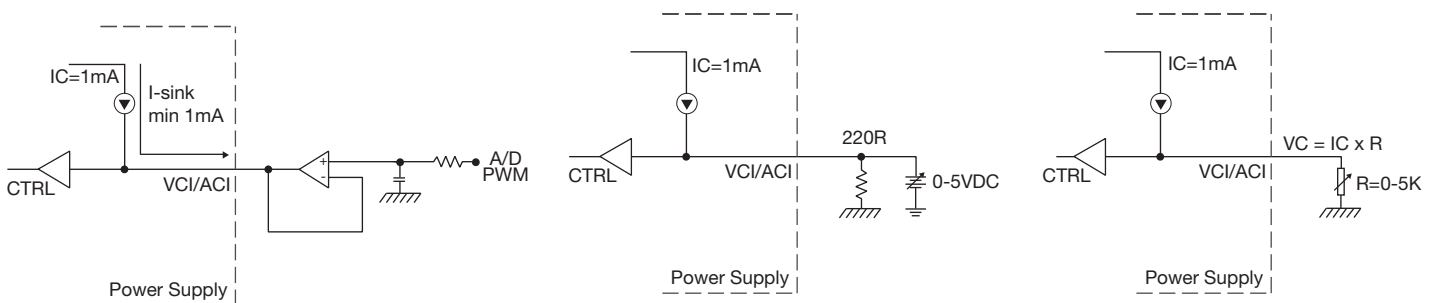 IC=1mA
I-sink
min 1mA
CTRL
VCI/ACI
+
-
A/D
PWM
Power Supply
IC=1mA
CTRL
VCI/ACI
220R
0-5VDC
Power Supply
IC=1mA
CTRL
VCI/ACI
VC = IC x R
R=0-5K
Power Supply